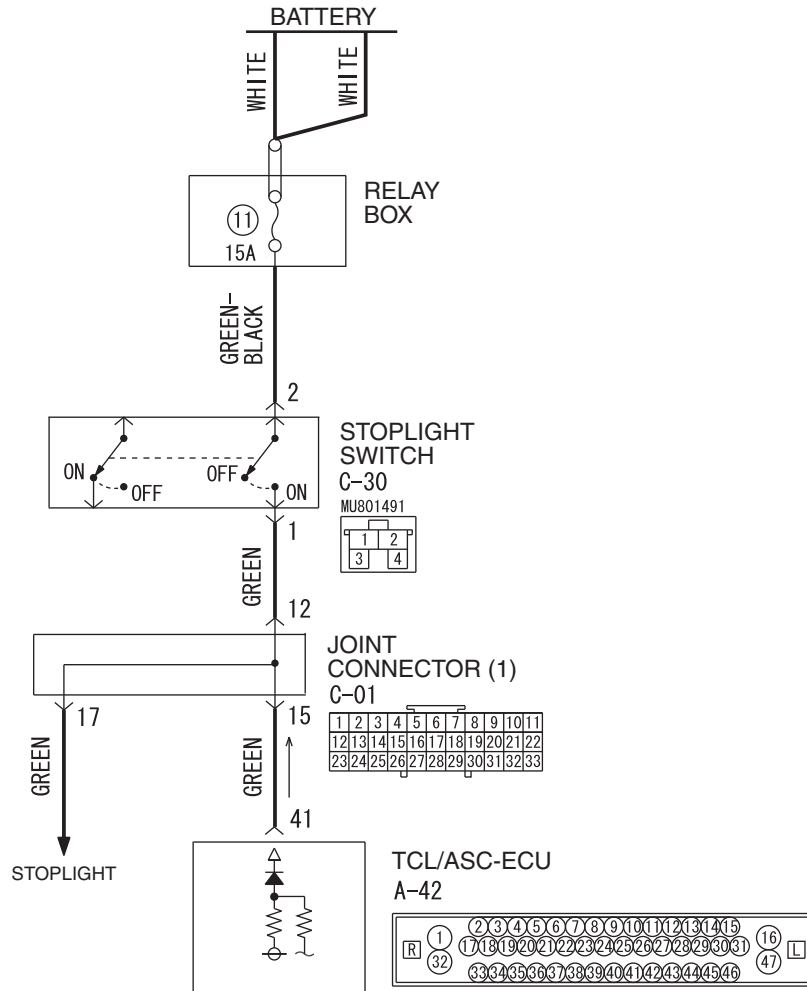 BATTERY
WHITE
WHITE
RELAY
BOX
11
15A
GREEN-
BLACK
2
STOPLIGHT
SWITCH
C-30
MU801491
1 2
3 4
ON
OFF
OFF
ON
1
GREEN
12
JOINT
CONNECTOR (1)
C-01
1 2 3 4 5 6 7 8 9 10 11
12 13 14 15 16 17 18 19 20 21 22
23 24 25 26 27 28 29 30 31 32 33
17
15
GREEN
GREEN
41
STOPLIGHT
TCL/ASC-ECU
A-42
R
1
32
2 3 4 5 6 7 8 9 10 11 12 13 14 15
17 18 19 20 21 22 23 24 25 26 27 28 29 30 31
33 34 35 36 37 38 39 40 41 42 43 44 45 46
16
47
L